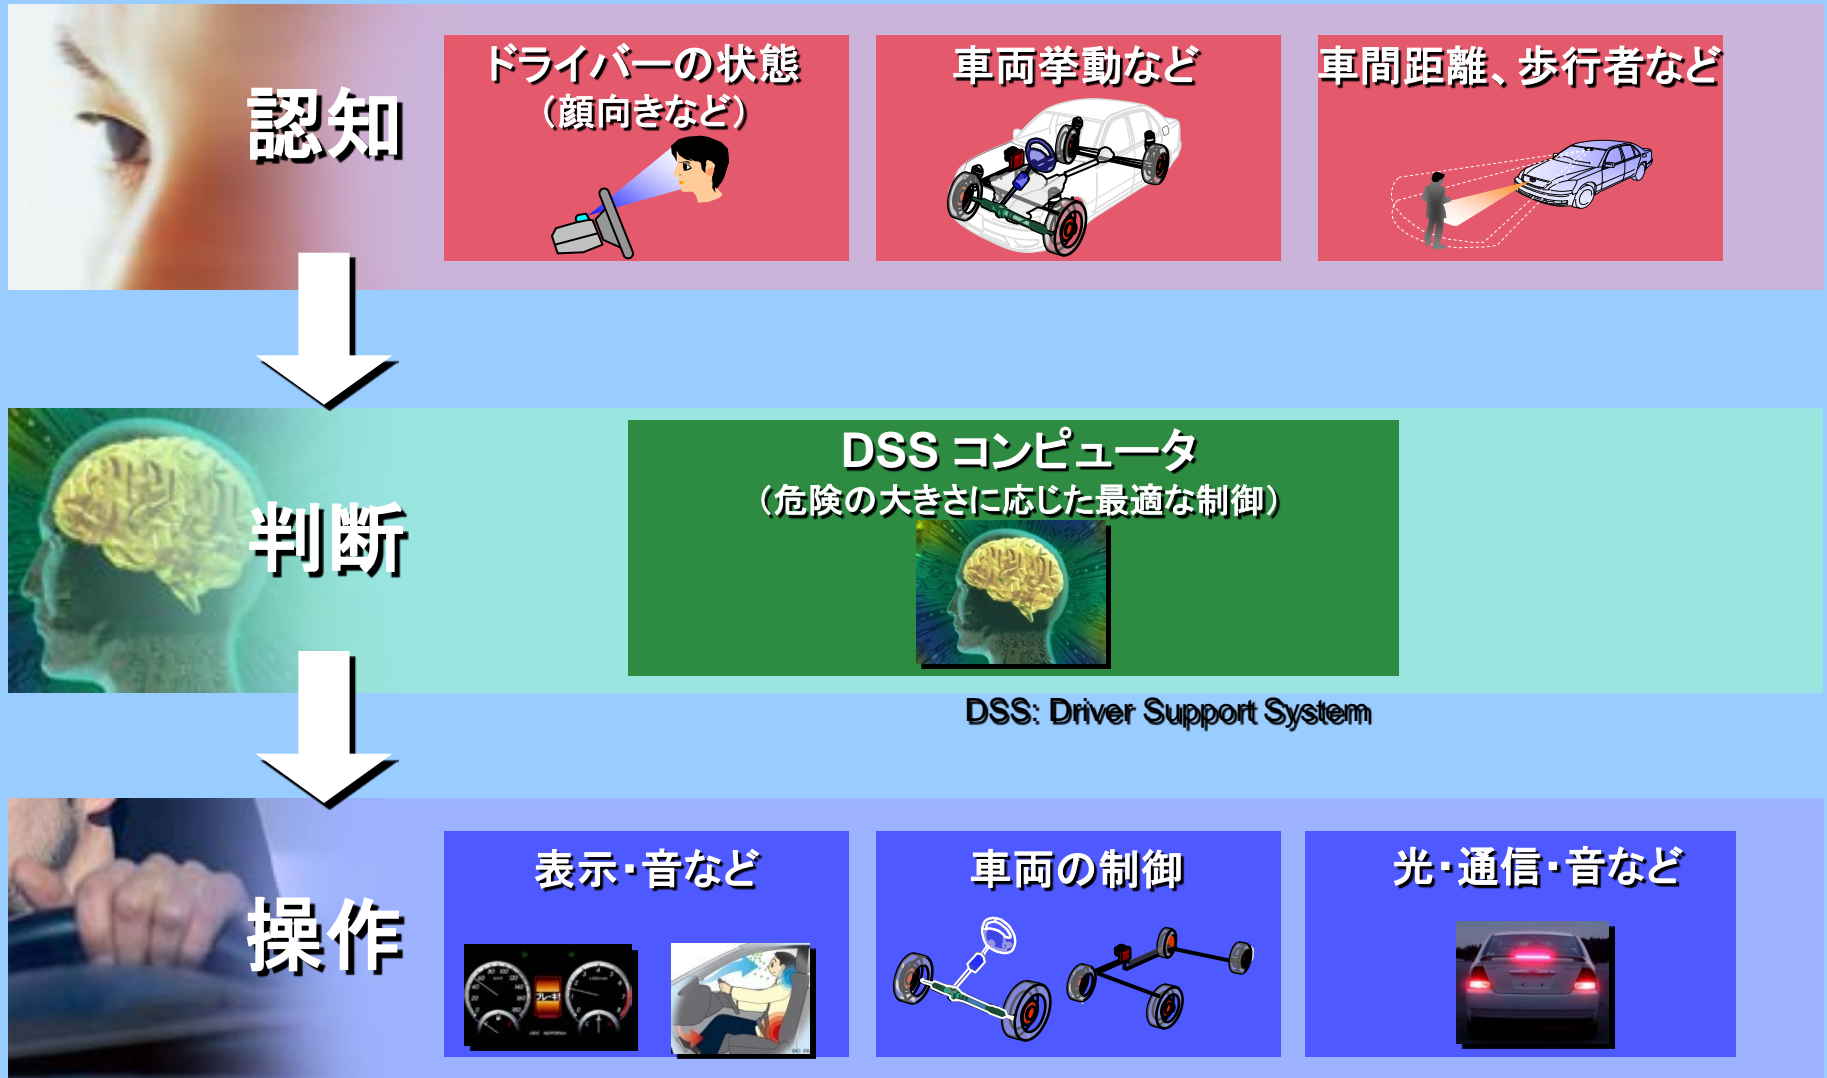 認知
ドライバーの状態
（顔向きなど）
車両挙動など
車間距離、歩行者など
判断
DSS コンピュータ
（危険の大きさに応じた最適な制御）
DSS: Driver Support System
操作
表示・音など
ブレーキ!
車両の制御
光・通信・音など